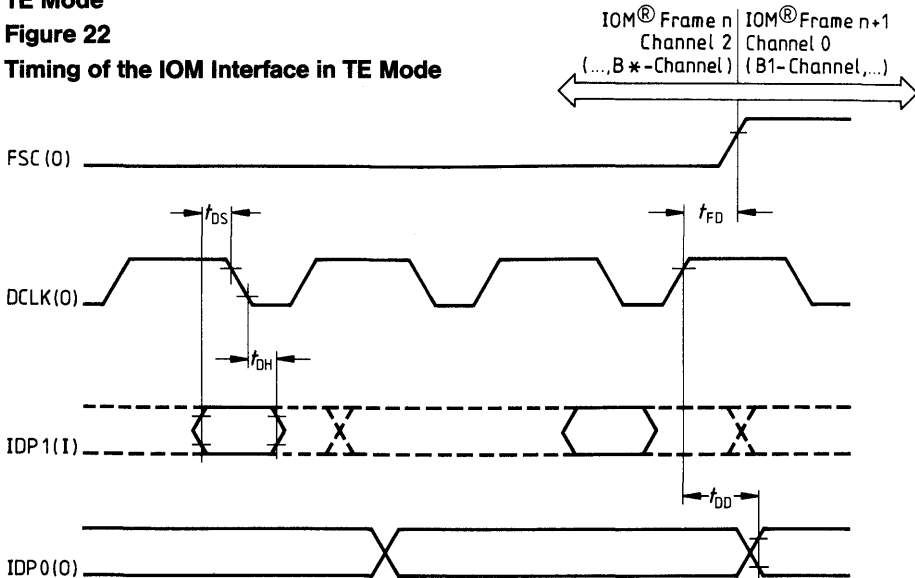 TE Mode
Figure 22
Timing of the IOM Interface in TE Mode
IOM® Frame n
Channel 2
(...,B*-Channel)
IOM® Frame n+1
Channel 0
(B1-Channel,...)
FSC(O)
tDS
tFD
DCLK(O)
tDH
IDP1(I)
tDD
IDP0(O)